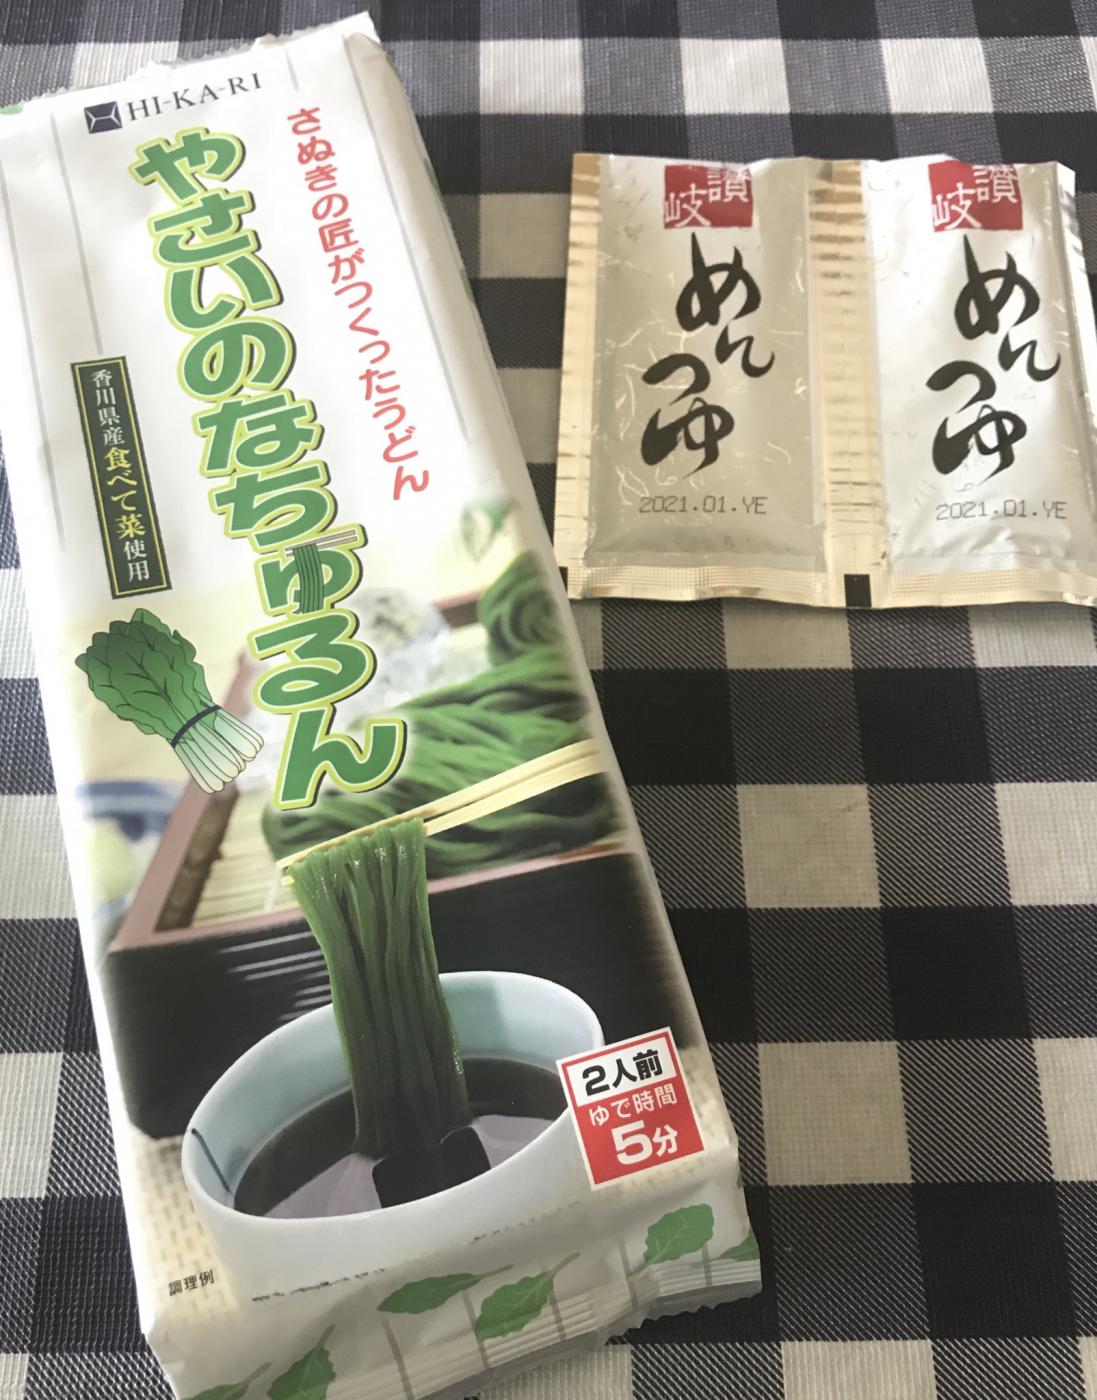 HI-KA-RI
さぬきの匠がつくったうどん
やさいのなちゅるん
香川県産食べて菜使用
2人前
ゆで時間
5分
調理例
讃岐
めん
つゆ
2021.01.YE
讃岐
めん
つゆ
2021.01.YE